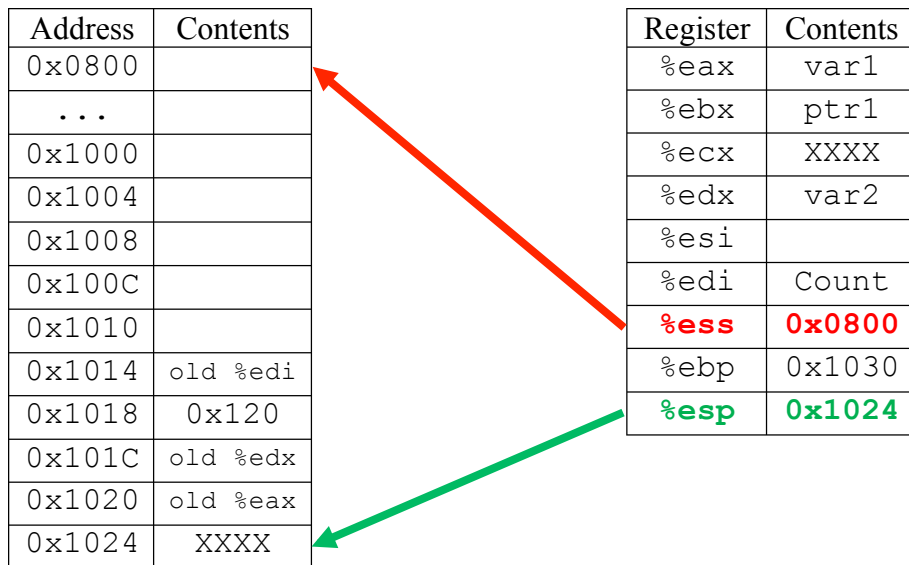 Address Contents
0x0800
...
0x1000
0x1004
0x1008
0x100C
0x1010
0x1014 old %edi
0x1018 0x120
0x101C old %edx
0x1020 old %eax
0x1024 XXXX
Register Contents
%eax var1
%ebx ptr1
%ecx XXXX
%edx var2
%esi
%edi Count
%ess 0x0800
%ebp 0x1030
%esp 0x1024